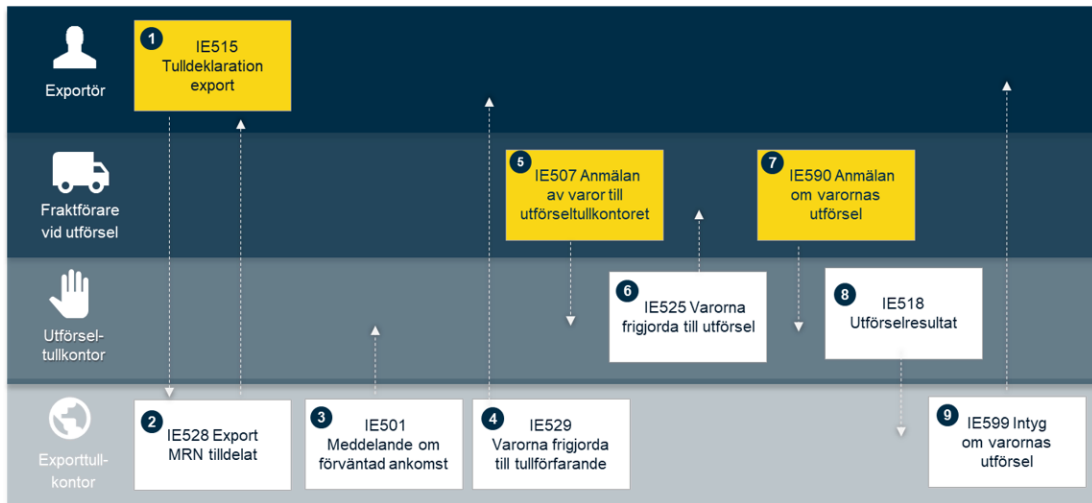 Exportör
1
IE515
Tulldeklaration
export
Fraktförare
vid utförsel
5
IE507 Anmälan
av varor till
utförseltullkontoret
7
IE590 Anmälan
om varornas
utförsel
Utförsel-
tullkontor
6
IE525 Varorna
frigjorda till utförsel
8
IE518
Utförselresultat
Exporttull-
kontor
2
IE528 Export
MRN tilldelat
3
IE501
Meddelande om
förväntad ankomst
4
IE529
Varorna frigjorda
till tullförfarande
9
IE599 Intyg
om varornas
utförsel